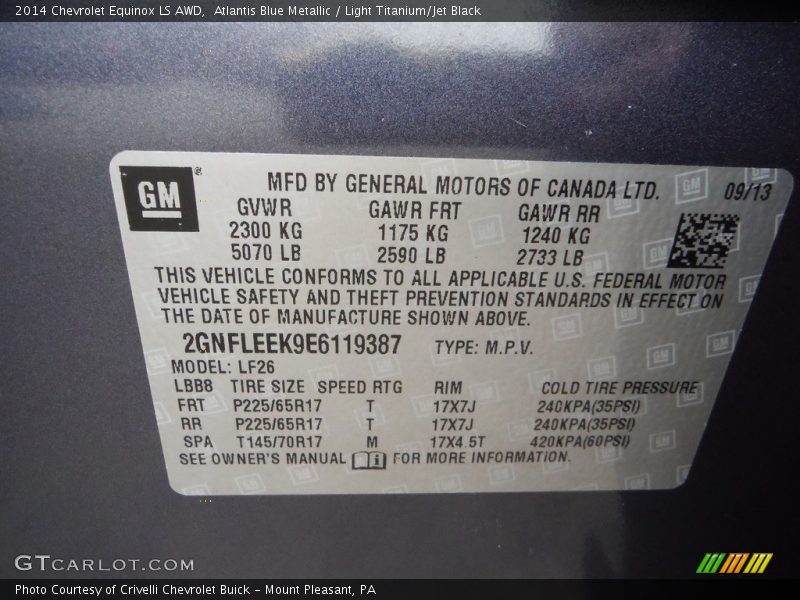 2014 Chevrolet Equinox LS AWD,  Atlantis Blue Metallic / Light Titanium/Jet Black
GM ®
MFD BY GENERAL MOTORS OF CANADA LTD. 09/13
GVWR GAWR FRT GAWR RR
2300 KG 1175 KG 1240 KG
5070 LB 2590 LB 2733 LB
THIS VEHICLE CONFORMS TO ALL APPLICABLE U.S. FEDERAL MOTOR
VEHICLE SAFETY AND THEFT PREVENTION STANDARDS IN EFFECT ON
THE DATE OF MANUFACTURE SHOWN ABOVE.
2GNFLEEK9E6119387 TYPE: M.P.V.
MODEL: LF26
LBB8 TIRE SIZE SPEED RTG RIM COLD TIRE PRESSURE
FRT P225/65R17 T 17X7J 240KPA(35PSI)
RR P225/65R17 T 17X7J 240KPA(35PSI)
SPA T145/70R17 M 17X4.5T 420KPA(60PSI)
SEE OWNER'S MANUAL FOR MORE INFORMATION.
GTCARLOT.COM
Photo Courtesy of Crivelli Chevrolet Buick - Mount Pleasant, PA